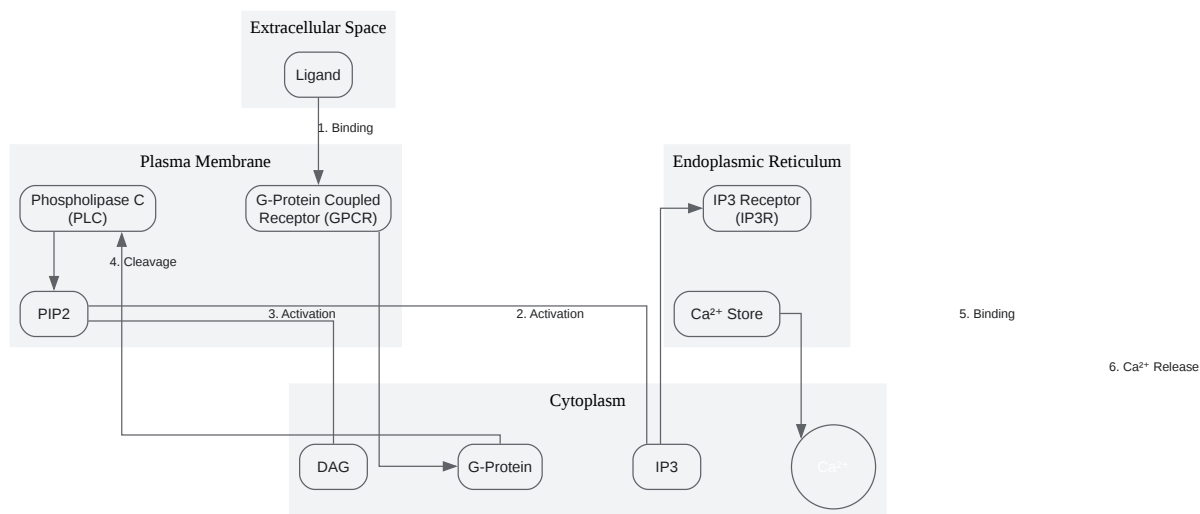 Extracellular Space
Ligand
1. Binding
Plasma Membrane
Endoplasmic Reticulum
Phospholipase C
(PLC)
G-Protein Coupled
Receptor (GPCR)
IP3 Receptor
(IP3R)
4. Cleavage
PIP2
3. Activation
2. Activation
Ca²⁺ Store
5. Binding
6. Ca²⁺ Release
Cytoplasm
DAG
G-Protein
IP3
Ca²⁺